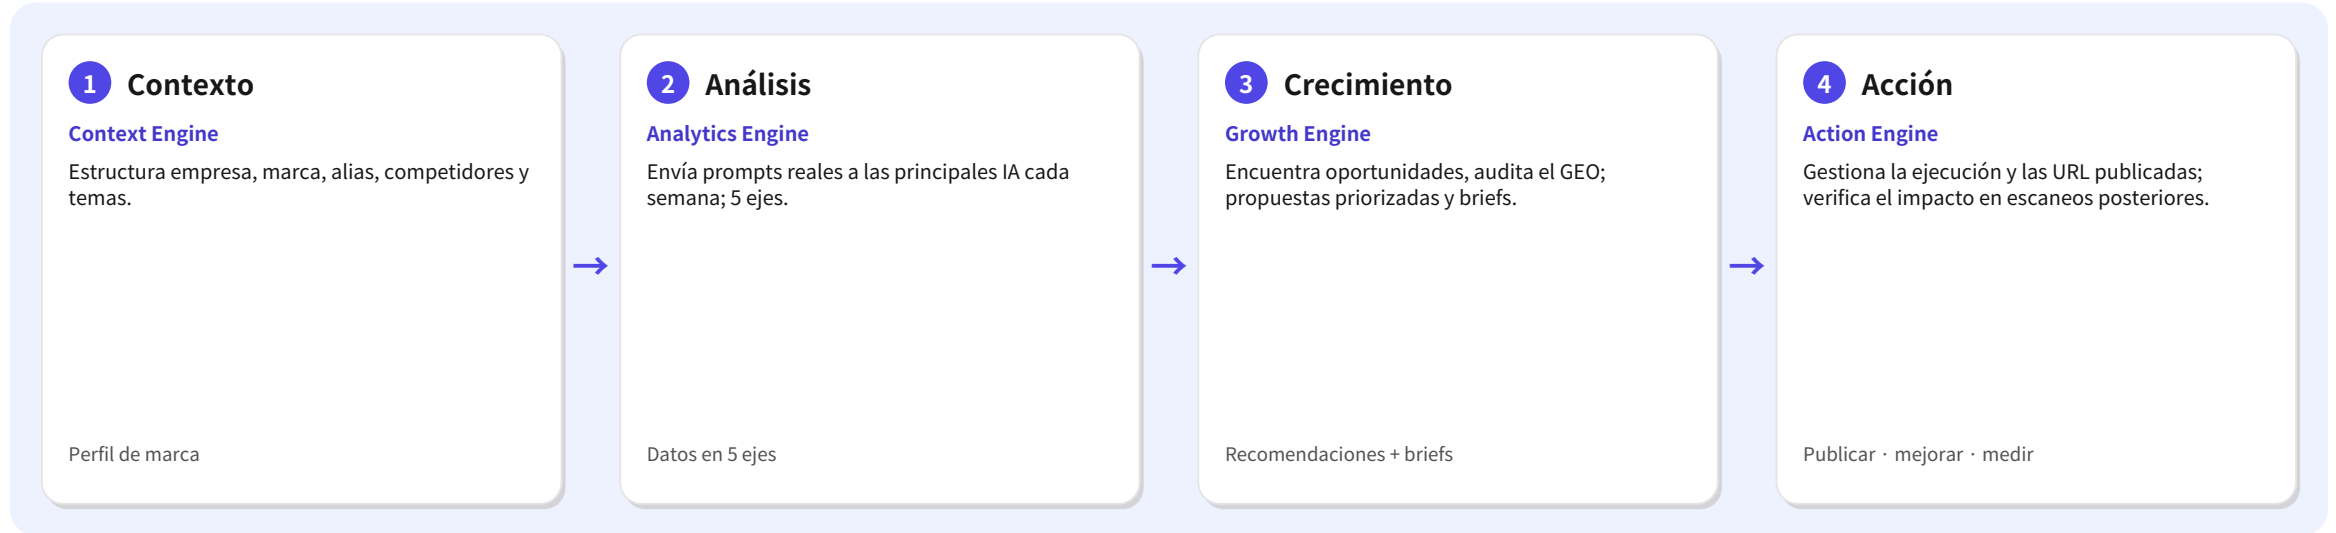 1 Contexto
Context Engine
Estructura empresa, marca, alias, competidores y
temas.
Perfil de marca
→
2 Análisis
Analytics Engine
Envía prompts reales a las principales IA cada
semana; 5 ejes.
Datos en 5 ejes
→
3 Crecimiento
Growth Engine
Encuentra oportunidades, audita el GEO;
propuestas priorizadas y briefs.
Recomendaciones + briefs
→
4 Acción
Action Engine
Gestiona la ejecución y las URL publicadas;
verifica el impacto en escaneos posteriores.
Publicar · mejorar · medir